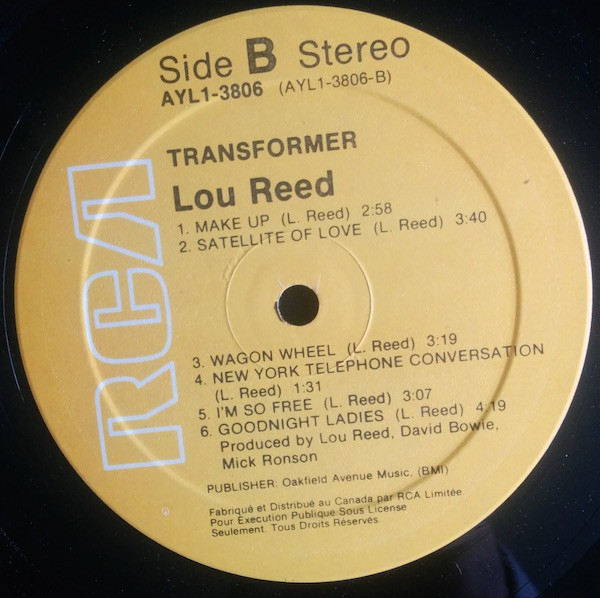 Side B Stereo
AYL1-3806 (AYL1-3806-B)
TRANSFORMER
Lou Reed
1. MAKE UP (L. Reed) 2:58
2. SATELLITE OF LOVE (L. Reed) 3:40
RCA
3. WAGON WHEEL (L. Reed) 3:19
4. NEW YORK TELEPHONE CONVERSATION
(L. Reed) 1:31
5. I'M SO FREE (L. Reed) 3:07
6. GOODNIGHT LADIES (L. Reed) 4:19
Produced by Lou Reed, David Bowie,
Mick Ronson
PUBLISHER: Oakfield Avenue Music. (BMI)
Fabriqué et Distribué au Canada par RCA Limitée
Pour Execution Publique Sous License
Seulement. Tous Droits Réservés.